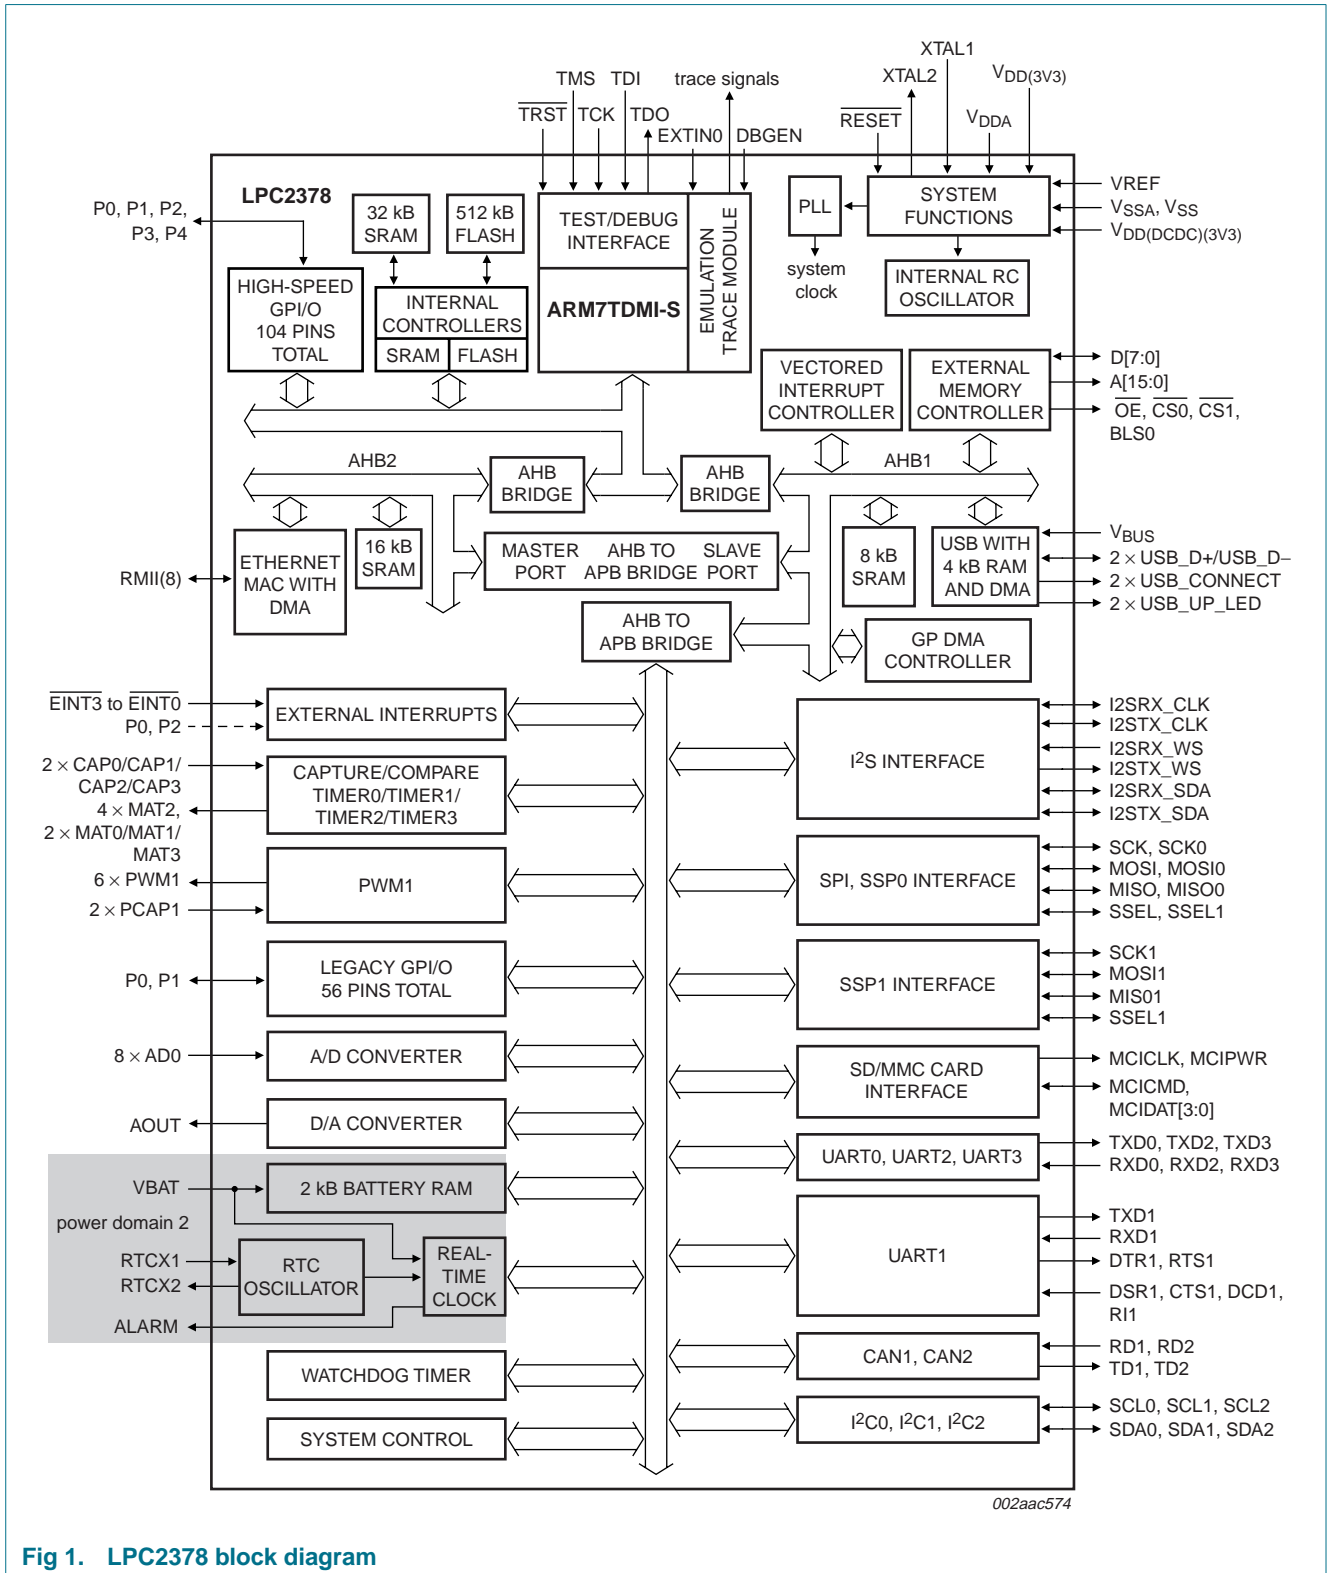 XTAL1
TMS TDI trace signals XTAL2 VDD(3V3)
TRST TCK TDO RESET VDDA
EXTIN0 DBGEN
LPC2378
P0, P1, P2,
P3, P4
32 kB
SRAM
512 kB
FLASH
TEST/DEBUG
INTERFACE
EMULATION
TRACE MODULE
PLL
SYSTEM
FUNCTIONS
VREF
VSSA, VSS
VDD(DCDC)(3V3)
system
clock
HIGH-SPEED
GPI/O
104 PINS
TOTAL
INTERNAL
CONTROLLERS
SRAM FLASH
ARM7TDMI-S
INTERNAL RC
OSCILLATOR
VECTORED
INTERRUPT
CONTROLLER
EXTERNAL
MEMORY
CONTROLLER
D[7:0]
A[15:0]
OE, CS0, CS1,
BLS0
AHB2
AHB
BRIDGE
AHB
BRIDGE
AHB1
ETHERNET
MAC WITH
DMA
RMII(8)
16 kB
SRAM
MASTER AHB TO SLAVE
PORT APB BRIDGE PORT
8 kB
SRAM
USB WITH
4 kB RAM
AND DMA
VBUS
2 × USB_D+/USB_D−
2 × USB_CONNECT
2 × USB_UP_LED
AHB TO
APB BRIDGE
GP DMA
CONTROLLER
EINT3 to EINT0
P0, P2
EXTERNAL INTERRUPTS
2 × CAP0/CAP1/
CAP2/CAP3
4 × MAT2,
2 × MAT0/MAT1/
MAT3
CAPTURE/COMPARE
TIMER0/TIMER1/
TIMER2/TIMER3
6 × PWM1
2 × PCAP1
PWM1
P0, P1
LEGACY GPI/O
56 PINS TOTAL
8 × AD0
A/D CONVERTER
AOUT
D/A CONVERTER
VBAT
2 kB BATTERY RAM
power domain 2
RTCX1
RTCX2
RTC
OSCILLATOR
REAL-
TIME
CLOCK
ALARM
WATCHDOG TIMER
SYSTEM CONTROL
I2S INTERFACE
I2SRX_CLK
I2STX_CLK
I2SRX_WS
I2STX_WS
I2SRX_SDA
I2STX_SDA
SPI, SSP0 INTERFACE
SCK, SCK0
MOSI, MOSI0
MISO, MISO0
SSEL, SSEL1
SSP1 INTERFACE
SCK1
MOSI1
MIS01
SSEL1
SD/MMC CARD
INTERFACE
MCICLK, MCIPWR
MCICMD,
MCIDAT[3:0]
UART0, UART2, UART3
TXD0, TXD2, TXD3
RXD0, RXD2, RXD3
UART1
TXD1
RXD1
DTR1, RTS1
DSR1, CTS1, DCD1,
RI1
CAN1, CAN2
RD1, RD2
TD1, TD2
I2C0, I2C1, I2C2
SCL0, SCL1, SCL2
SDA0, SDA1, SDA2
002aac574
Fig 1. LPC2378 block diagram